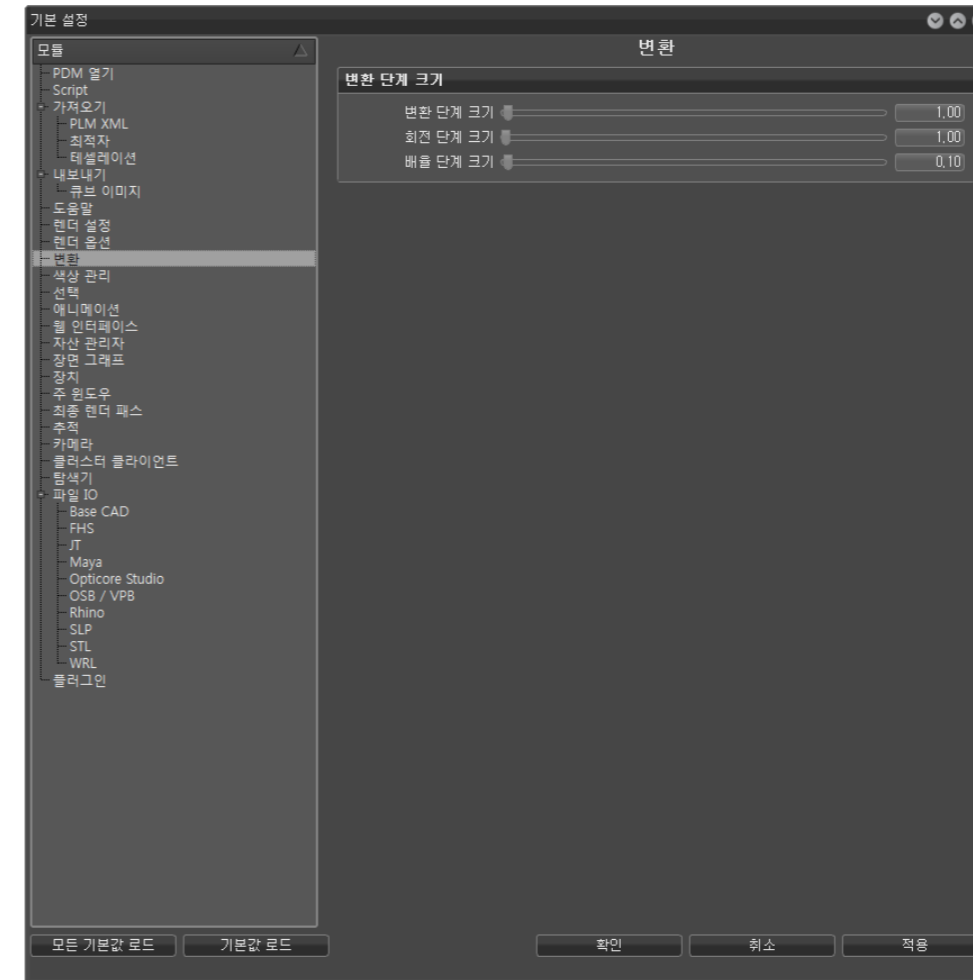 기본 설정
모듈
PDM 열기
Script
가져오기
PLM XML
최적자
테셀레이션
내보내기
큐브 이미지
도움말
렌더 설정
렌더 옵션
변환
색상 관리
선택
애니메이션
웹 인터페이스
자산 관리자
장면 그래프
장치
주 윈도우
최종 렌더 패스
추적
카메라
클러스터 클라이언트
탐색기
파일 IO
Base CAD
FHS
JT
Maya
Opticore Studio
OSB / VPB
Rhino
SLP
STL
WRL
플러그인
변환
변환 단계 크기
변환 단계 크기 1,00
회전 단계 크기 1,00
배율 단계 크기 0,10
모든 기본값 로드 기본값 로드 확인 취소 적용